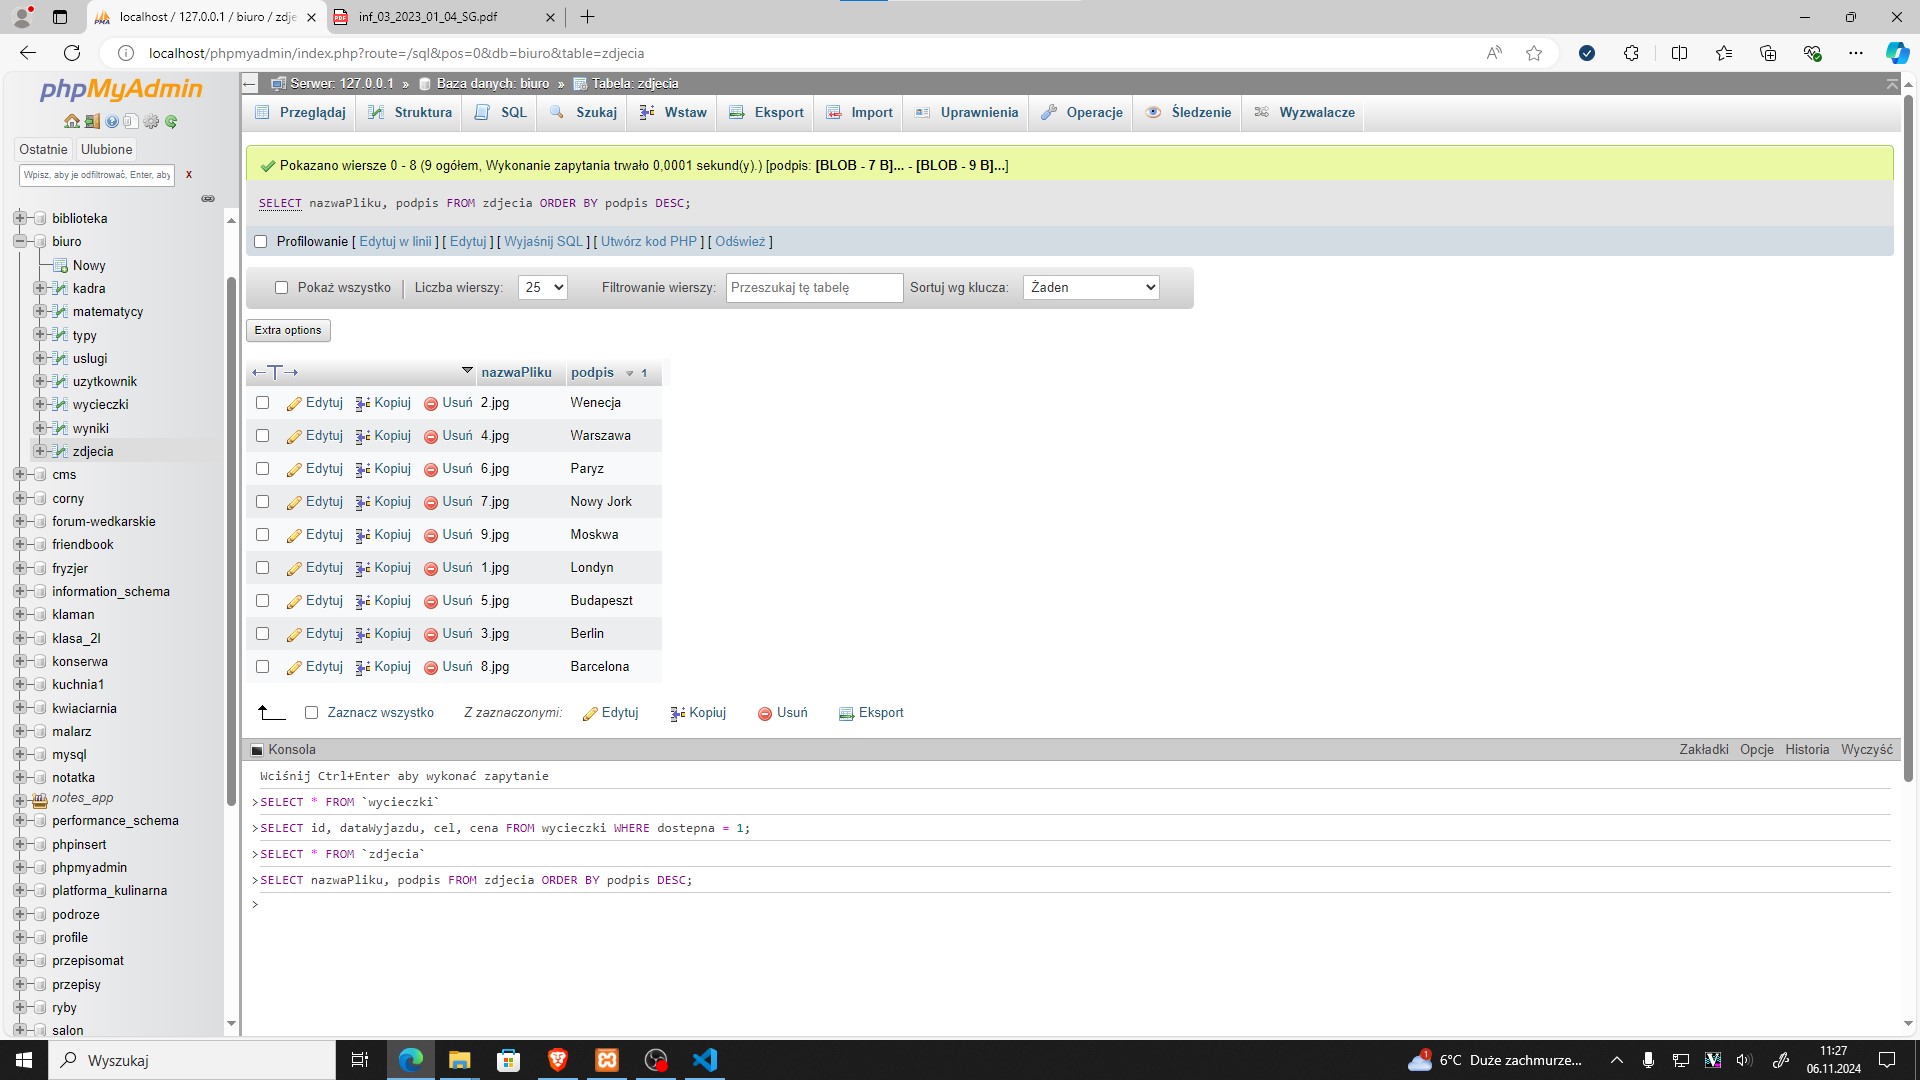 localhost / 127.0.0.1 / biuro / zdje
inf_03_2023_01_04_SG.pdf
localhost/phpmyadmin/index.php?route=/sql&pos=0&db=biuro&table=zdjecia
phpMyAdmin
Ostatnie Ulubione
Wpisz, aby je odfiltrować, Enter, aby x
biblioteka
biuro
Nowy
kadra
matematycy
typy
uslugi
uzytkownik
wycieczki
wyniki
zdjecia
cms
corny
forum-wedkarskie
friendbook
fryzjer
information_schema
klaman
klasa_2I
konserwa
kuchnia1
kwiaciarnia
malarz
mysql
notatka
notes_app
performance_schema
phpinsert
phpmyadmin
platforma_kulinarna
podroze
profile
przepisomat
przepisy
ryby
salon
Serwer: 127.0.0.1 » Baza danych: biuro » Tabela: zdjecia
Przeglądaj Struktura SQL Szukaj Wstaw Eksport Import Uprawnienia Operacje Śledzenie Wyzwalacze
Pokazano wiersze 0 - 8 (9 ogółem, Wykonanie zapytania trwało 0,0001 sekund(y).) [podpis: [BLOB - 7 B]... - [BLOB - 9 B]...]
SELECT nazwaPliku, podpis FROM zdjecia ORDER BY podpis DESC;
Profilowanie [ Edytuj w linii ] [ Edytuj ] [ Wyjaśnij SQL ] [ Utwórz kod PHP ] [ Odśwież ]
Pokaż wszystko Liczba wierszy: 25 Filtrowanie wierszy: Przeszukaj tę tabelę Sortuj wg klucza: Żaden
Extra options
←T→ nazwaPliku podpis 1
Edytuj Kopiuj Usuń 2.jpg Wenecja
Edytuj Kopiuj Usuń 4.jpg Warszawa
Edytuj Kopiuj Usuń 6.jpg Paryz
Edytuj Kopiuj Usuń 7.jpg Nowy Jork
Edytuj Kopiuj Usuń 9.jpg Moskwa
Edytuj Kopiuj Usuń 1.jpg Londyn
Edytuj Kopiuj Usuń 5.jpg Budapeszt
Edytuj Kopiuj Usuń 3.jpg Berlin
Edytuj Kopiuj Usuń 8.jpg Barcelona
Zaznacz wszystko Z zaznaczonymi: Edytuj Kopiuj Usuń Eksport
Konsola Zakładki Opcje Historia Wyczyść
Wciśnij Ctrl+Enter aby wykonać zapytanie
>SELECT * FROM `wycieczki`
>SELECT id, dataWyjazdu, cel, cena FROM wycieczki WHERE dostepna = 1;
>SELECT * FROM `zdjecia`
>SELECT nazwaPliku, podpis FROM zdjecia ORDER BY podpis DESC;
>
Wyszukaj
1 6°C Duże zachmurze...
11:27
06.11.2024